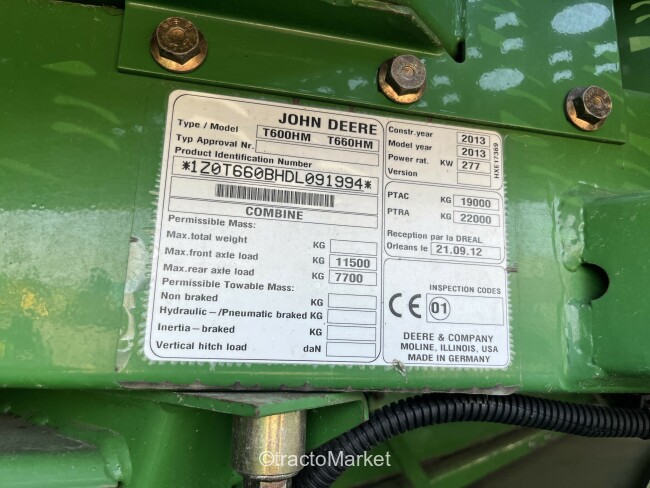 JOHN DEERE
Type / Model T600HM T660HM
Typ Approval Nr.
Product Identification Number
*1Z0T660BHDL091994*
COMBINE
Permissible Mass:
Max.total weight KG
Max.front axle load KG 11500
Max.rear axle load KG 7700
Permissible Towable Mass:
Non braked KG
Hydraulic-/Pneumatic braked KG
Inertia-braked KG
Vertical hitch load daN
Constr.year 2013
Model year 2013
Power rat. KW 277
Version
HXE17369
PTAC KG 19000
PTRA KG 22000
Reception par la DREAL
Orleans le 21.09.12
INSPECTION CODES
CE 01
DEERE & COMPANY
MOLINE, ILLINOIS, USA
MADE IN GERMANY
©tractoMarket